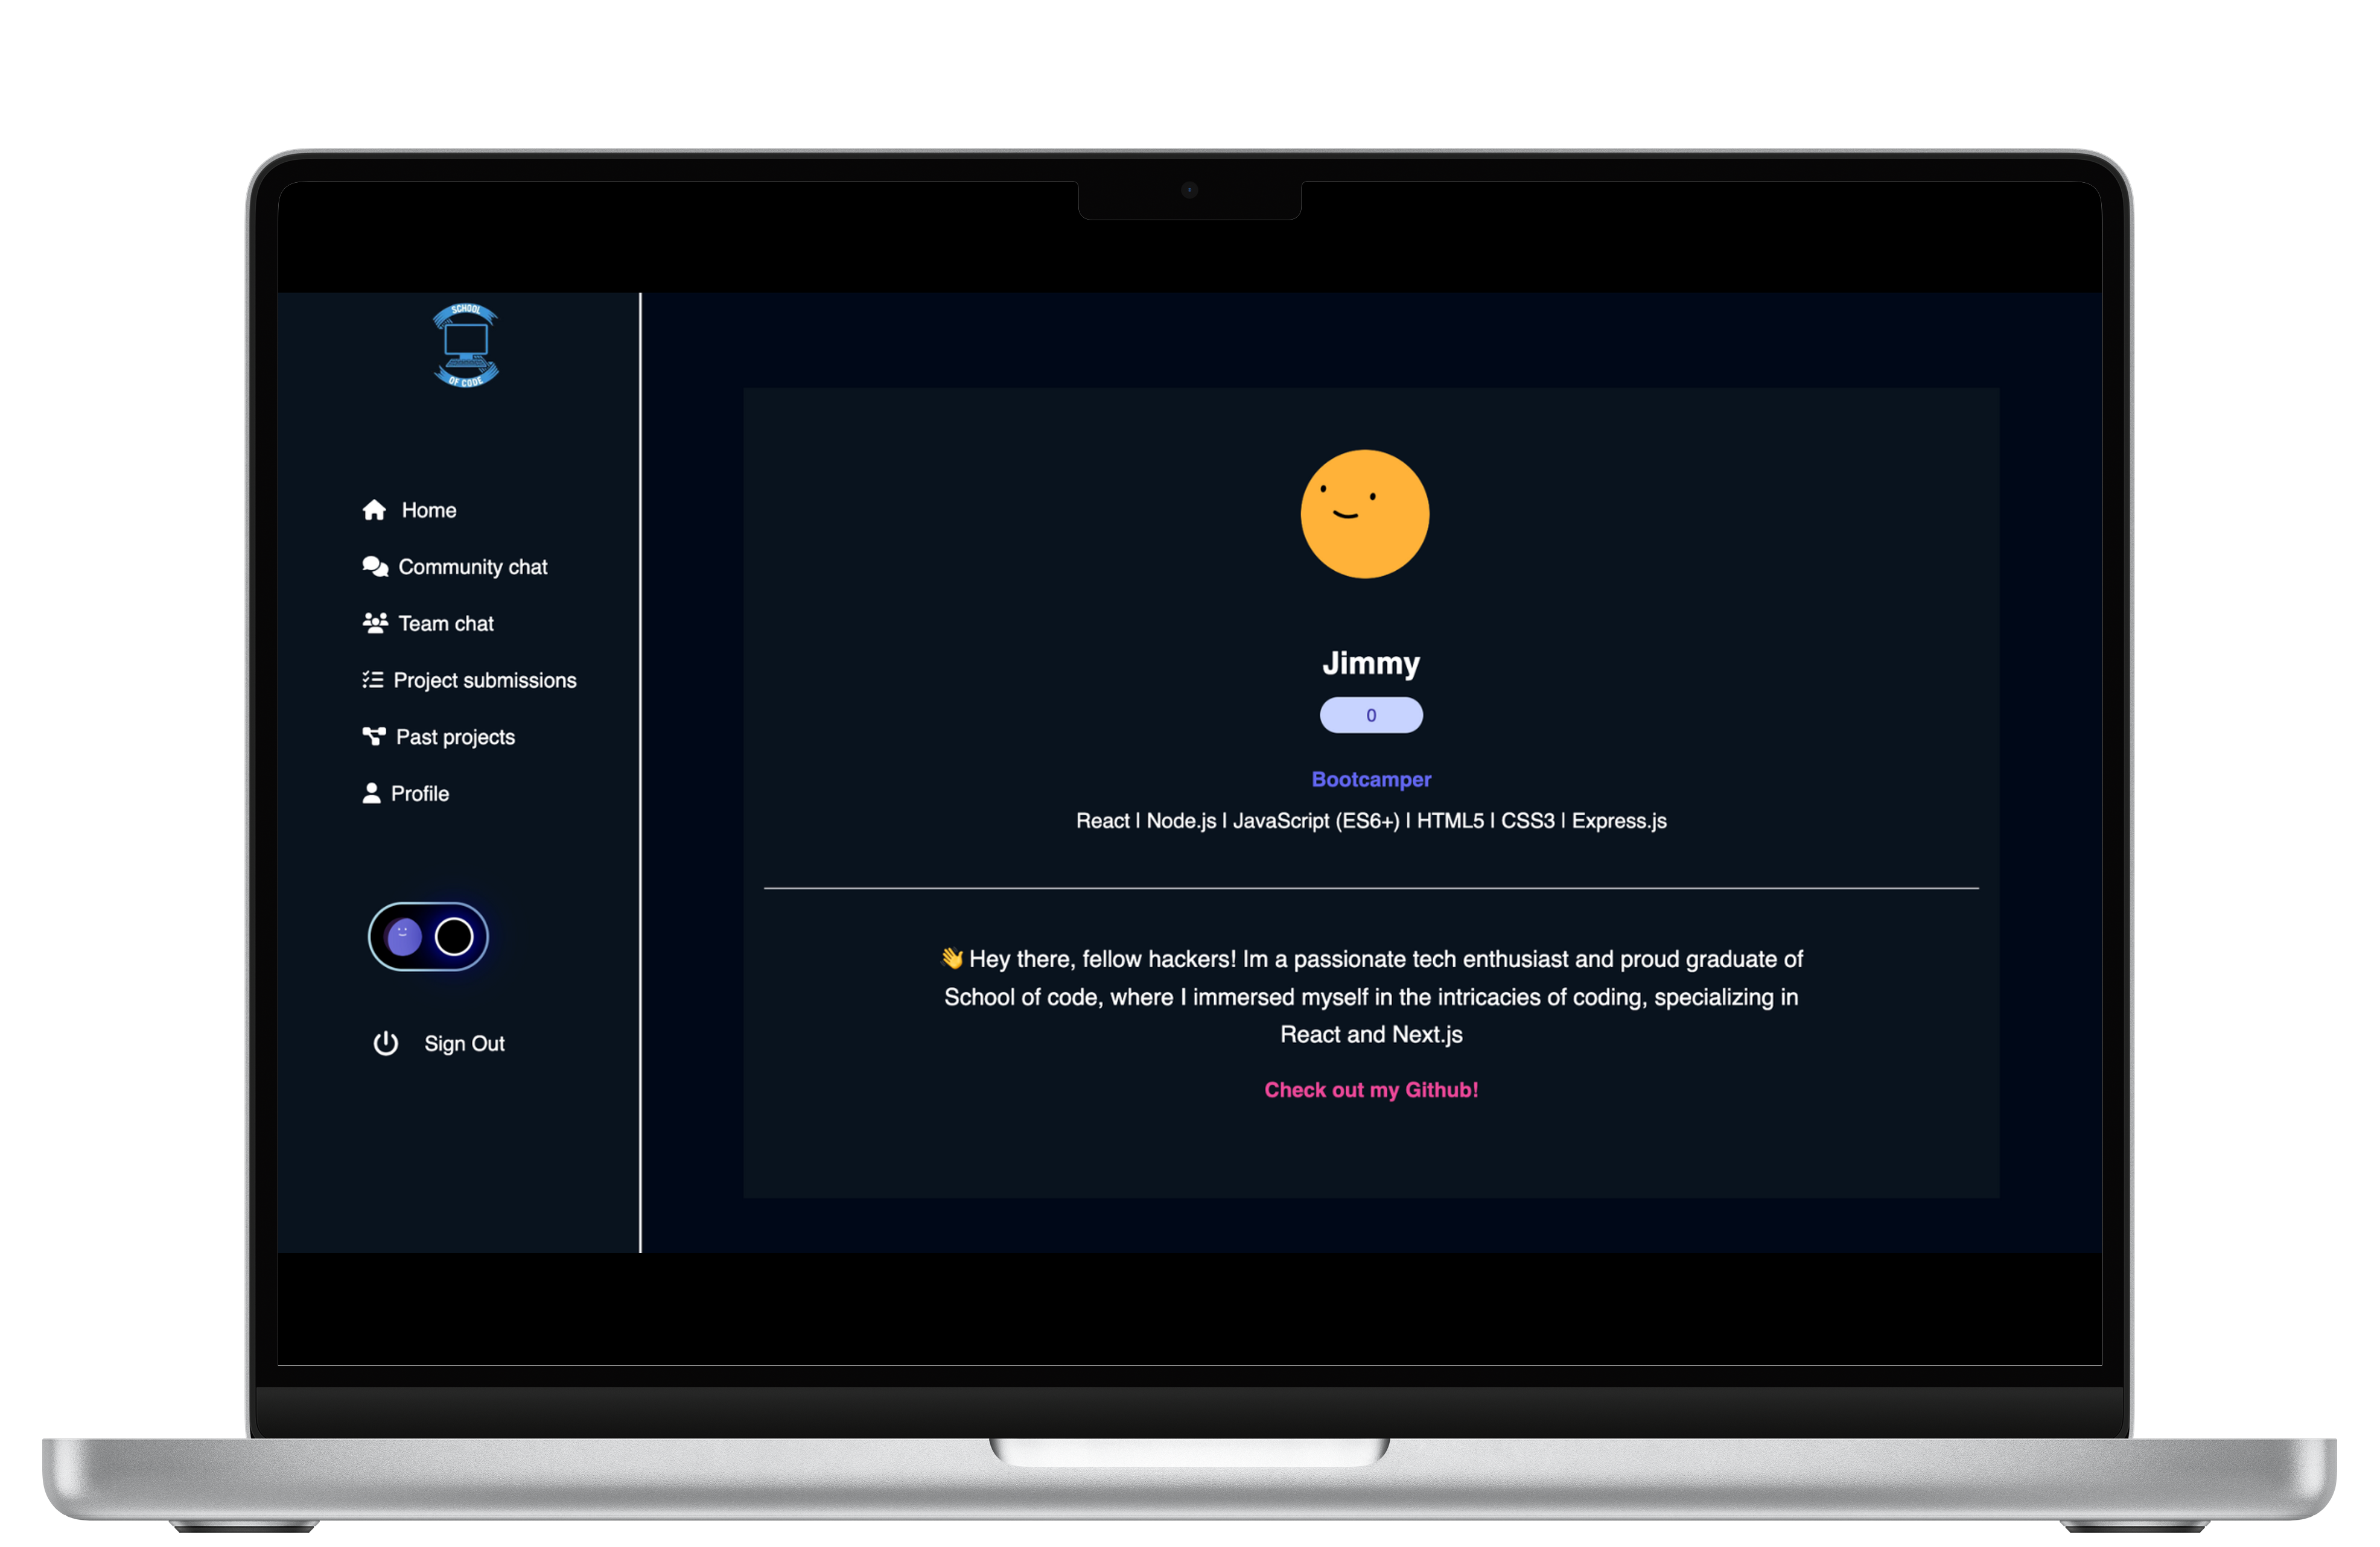 SCHOOL
OF CODE
Home
Community chat
Team chat
Project submissions
Past projects
Profile
Sign Out
Jimmy
0
Bootcamper
React | Node.js | JavaScript (ES6+) | HTML5 | CSS3 | Express.js
👋 Hey there, fellow hackers! Im a passionate tech enthusiast and proud graduate of
School of code, where I immersed myself in the intricacies of coding, specializing in
React and Next.js
Check out my Github!